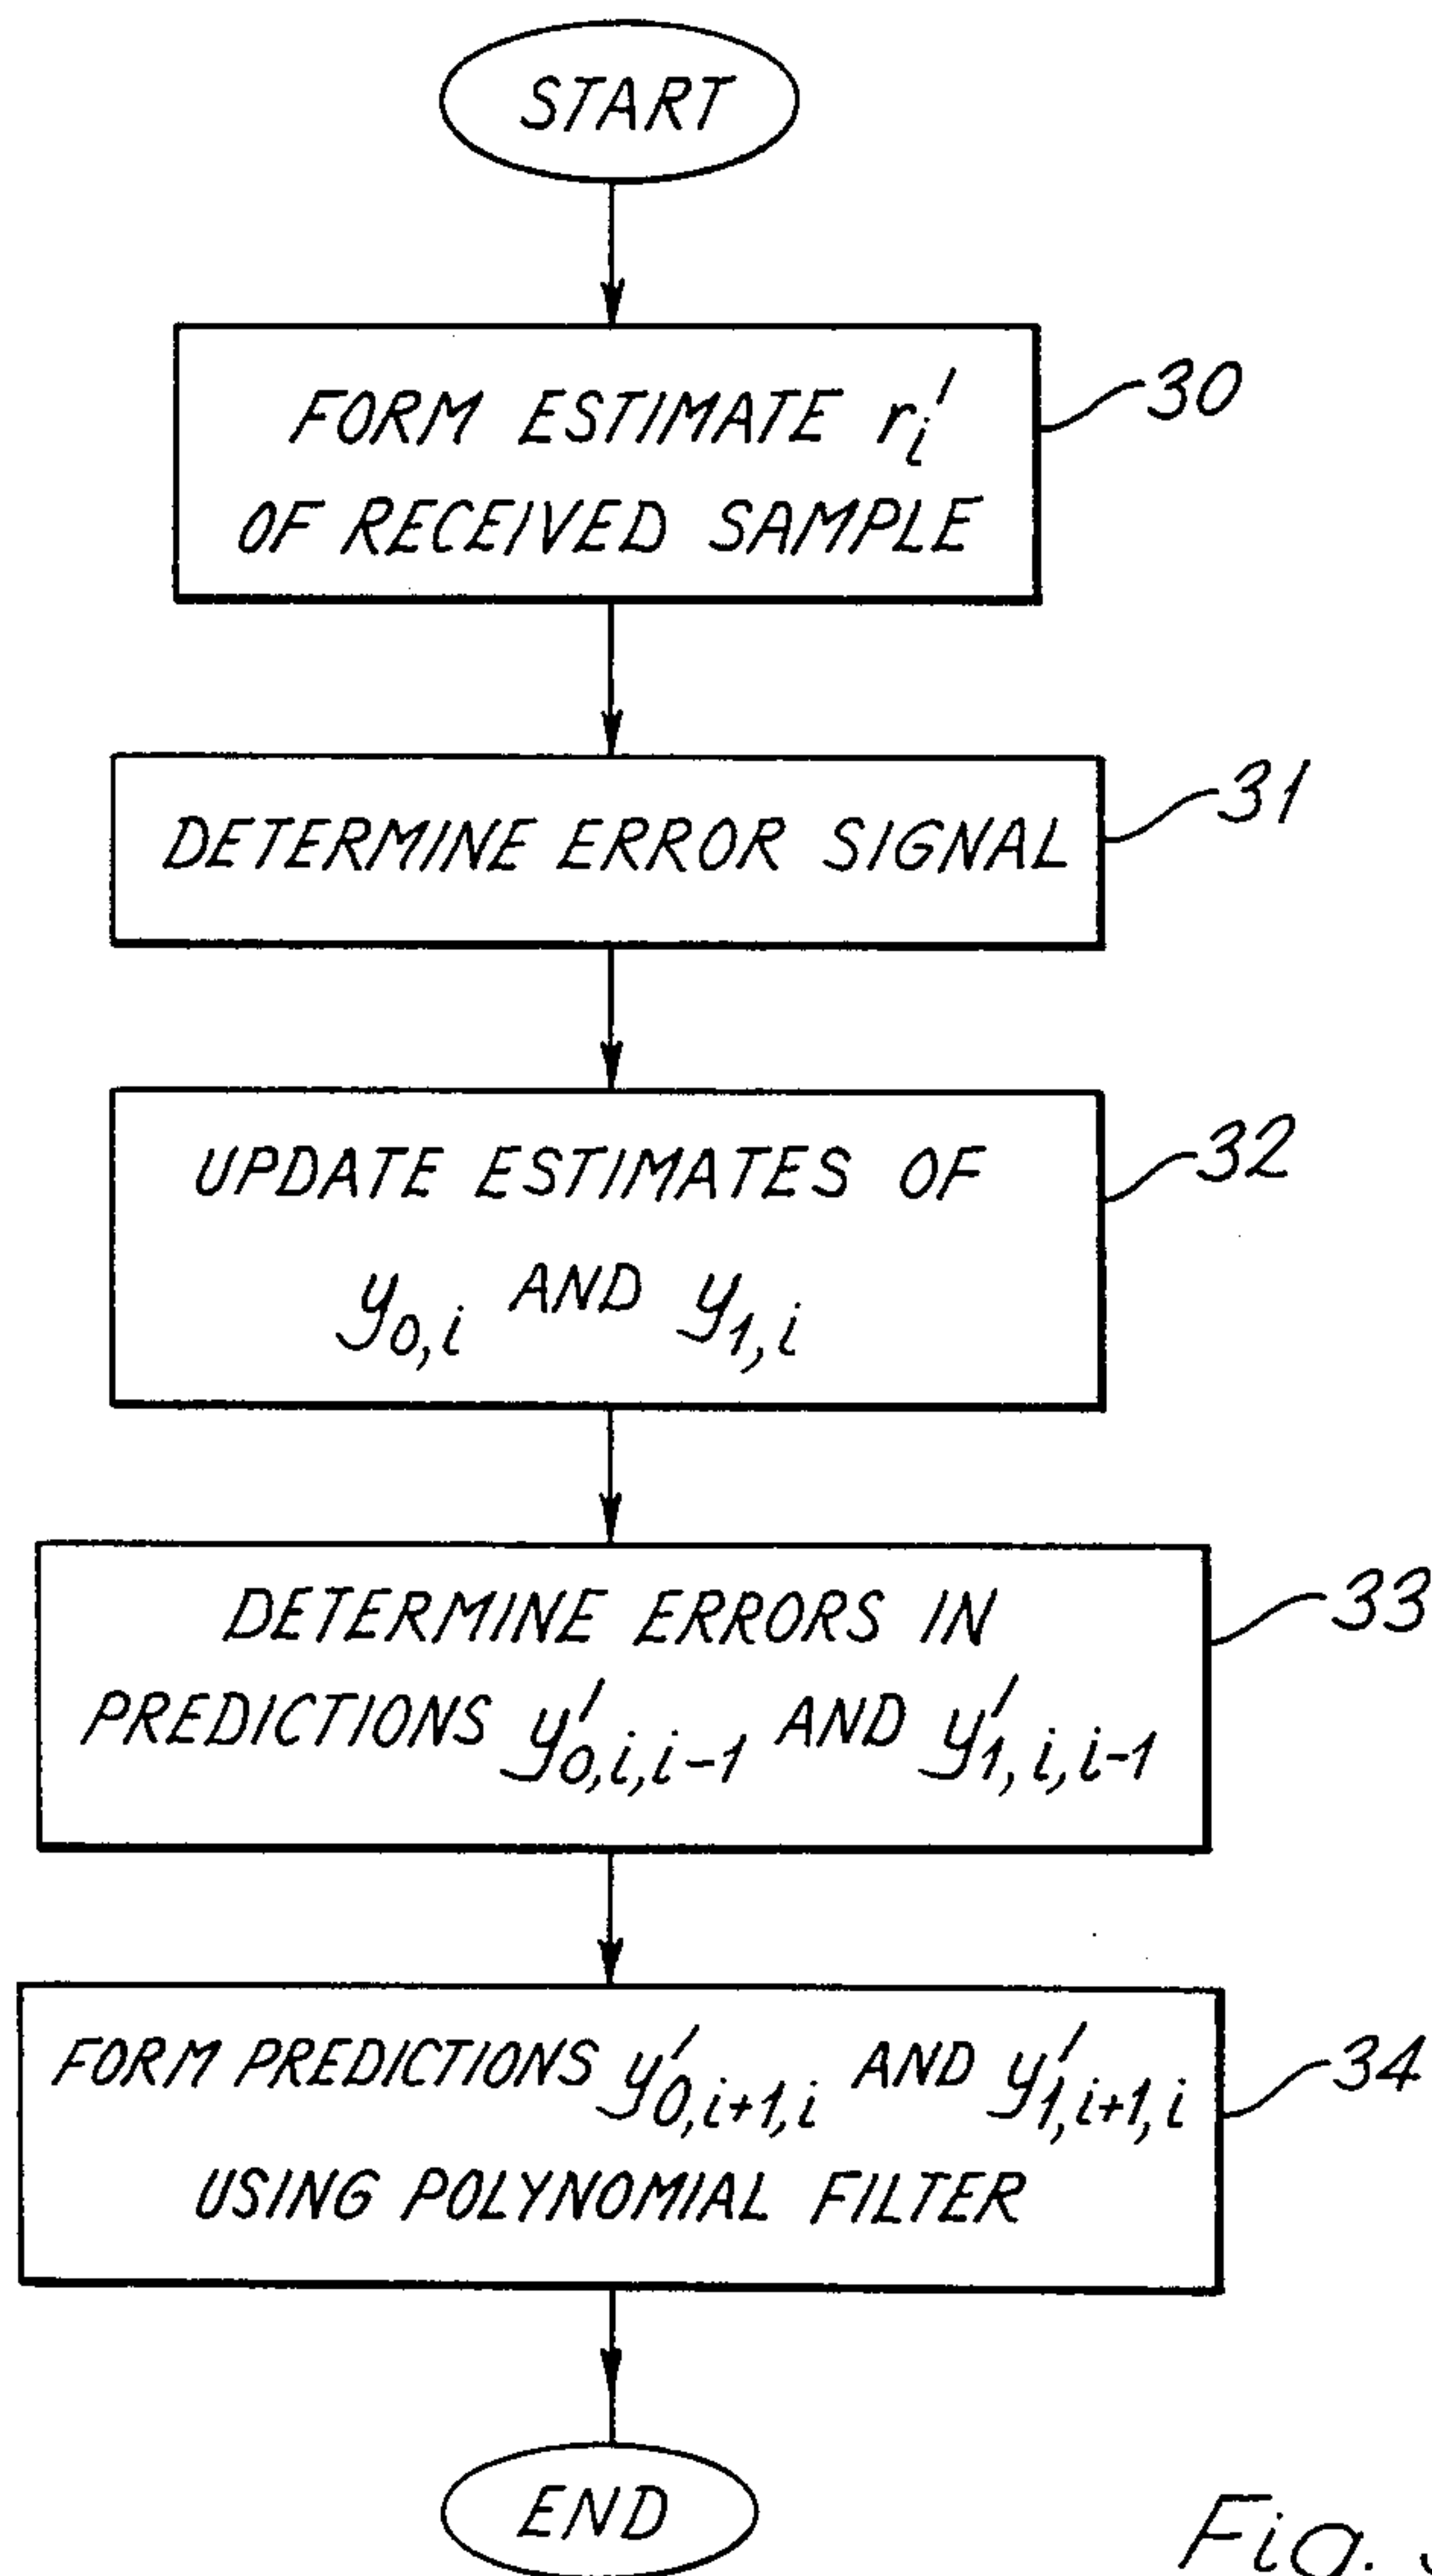 START
FORM ESTIMATE rᵢ′
OF RECEIVED SAMPLE
30
DETERMINE ERROR SIGNAL
31
UPDATE ESTIMATES OF
y₀,ᵢ AND y₁,ᵢ
32
DETERMINE ERRORS IN
PREDICTIONS y′₀,ᵢ,ᵢ₋₁ AND y′₁,ᵢ,ᵢ₋₁
33
FORM PREDICTIONS y′₀,ᵢ₊₁,ᵢ AND y′₁,ᵢ₊₁,ᵢ
USING POLYNOMIAL FILTER
34
END
Fig.